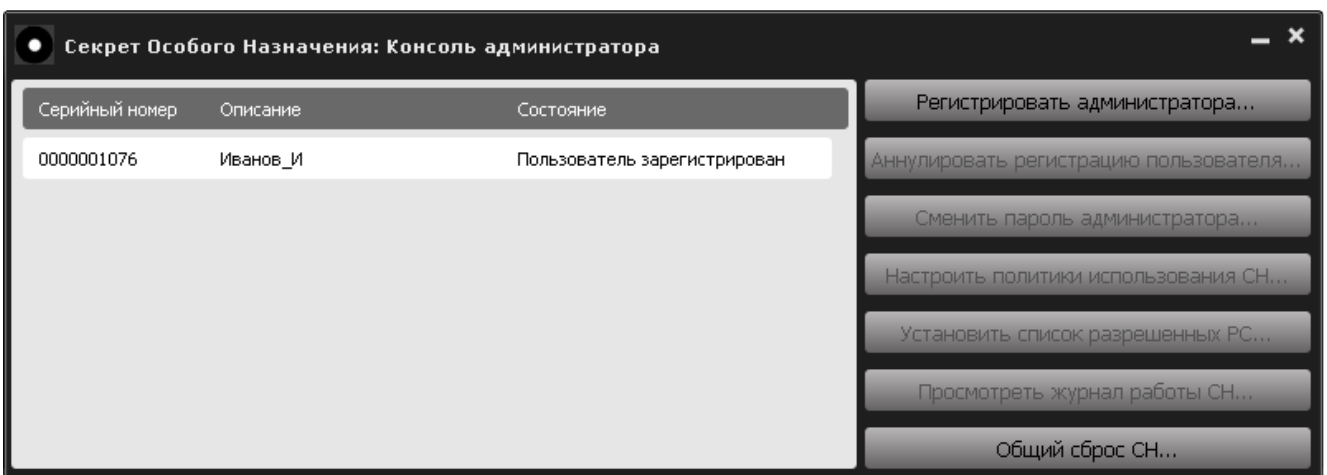 Секрет Особого Назначения: Консоль администратора
Серийный номер Описание Состояние
0000001076 Иванов_И Пользователь зарегистрирован
Регистрировать администратора...
Аннулировать регистрацию пользователя...
Сменить пароль администратора...
Настроить политики использования СН...
Установить список разрешенных РС...
Просмотреть журнал работы СН...
Общий сброс СН...